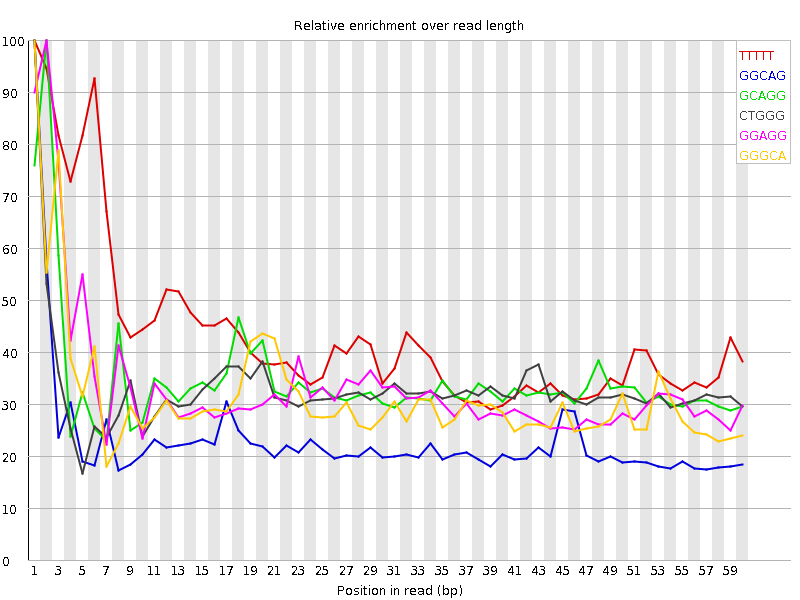 Relative enrichment over read length
100
90
80
70
60
50
40
30
20
10
0
TTTTT
GGCAG
GCAGG
CTGGG
GGAGG
GGGCA
1 3 5 7 9 11 13 15 17 19 21 23 25 27 29 31 33 35 37 39 41 43 45 47 49 51 53 55 57 59
Position in read (bp)